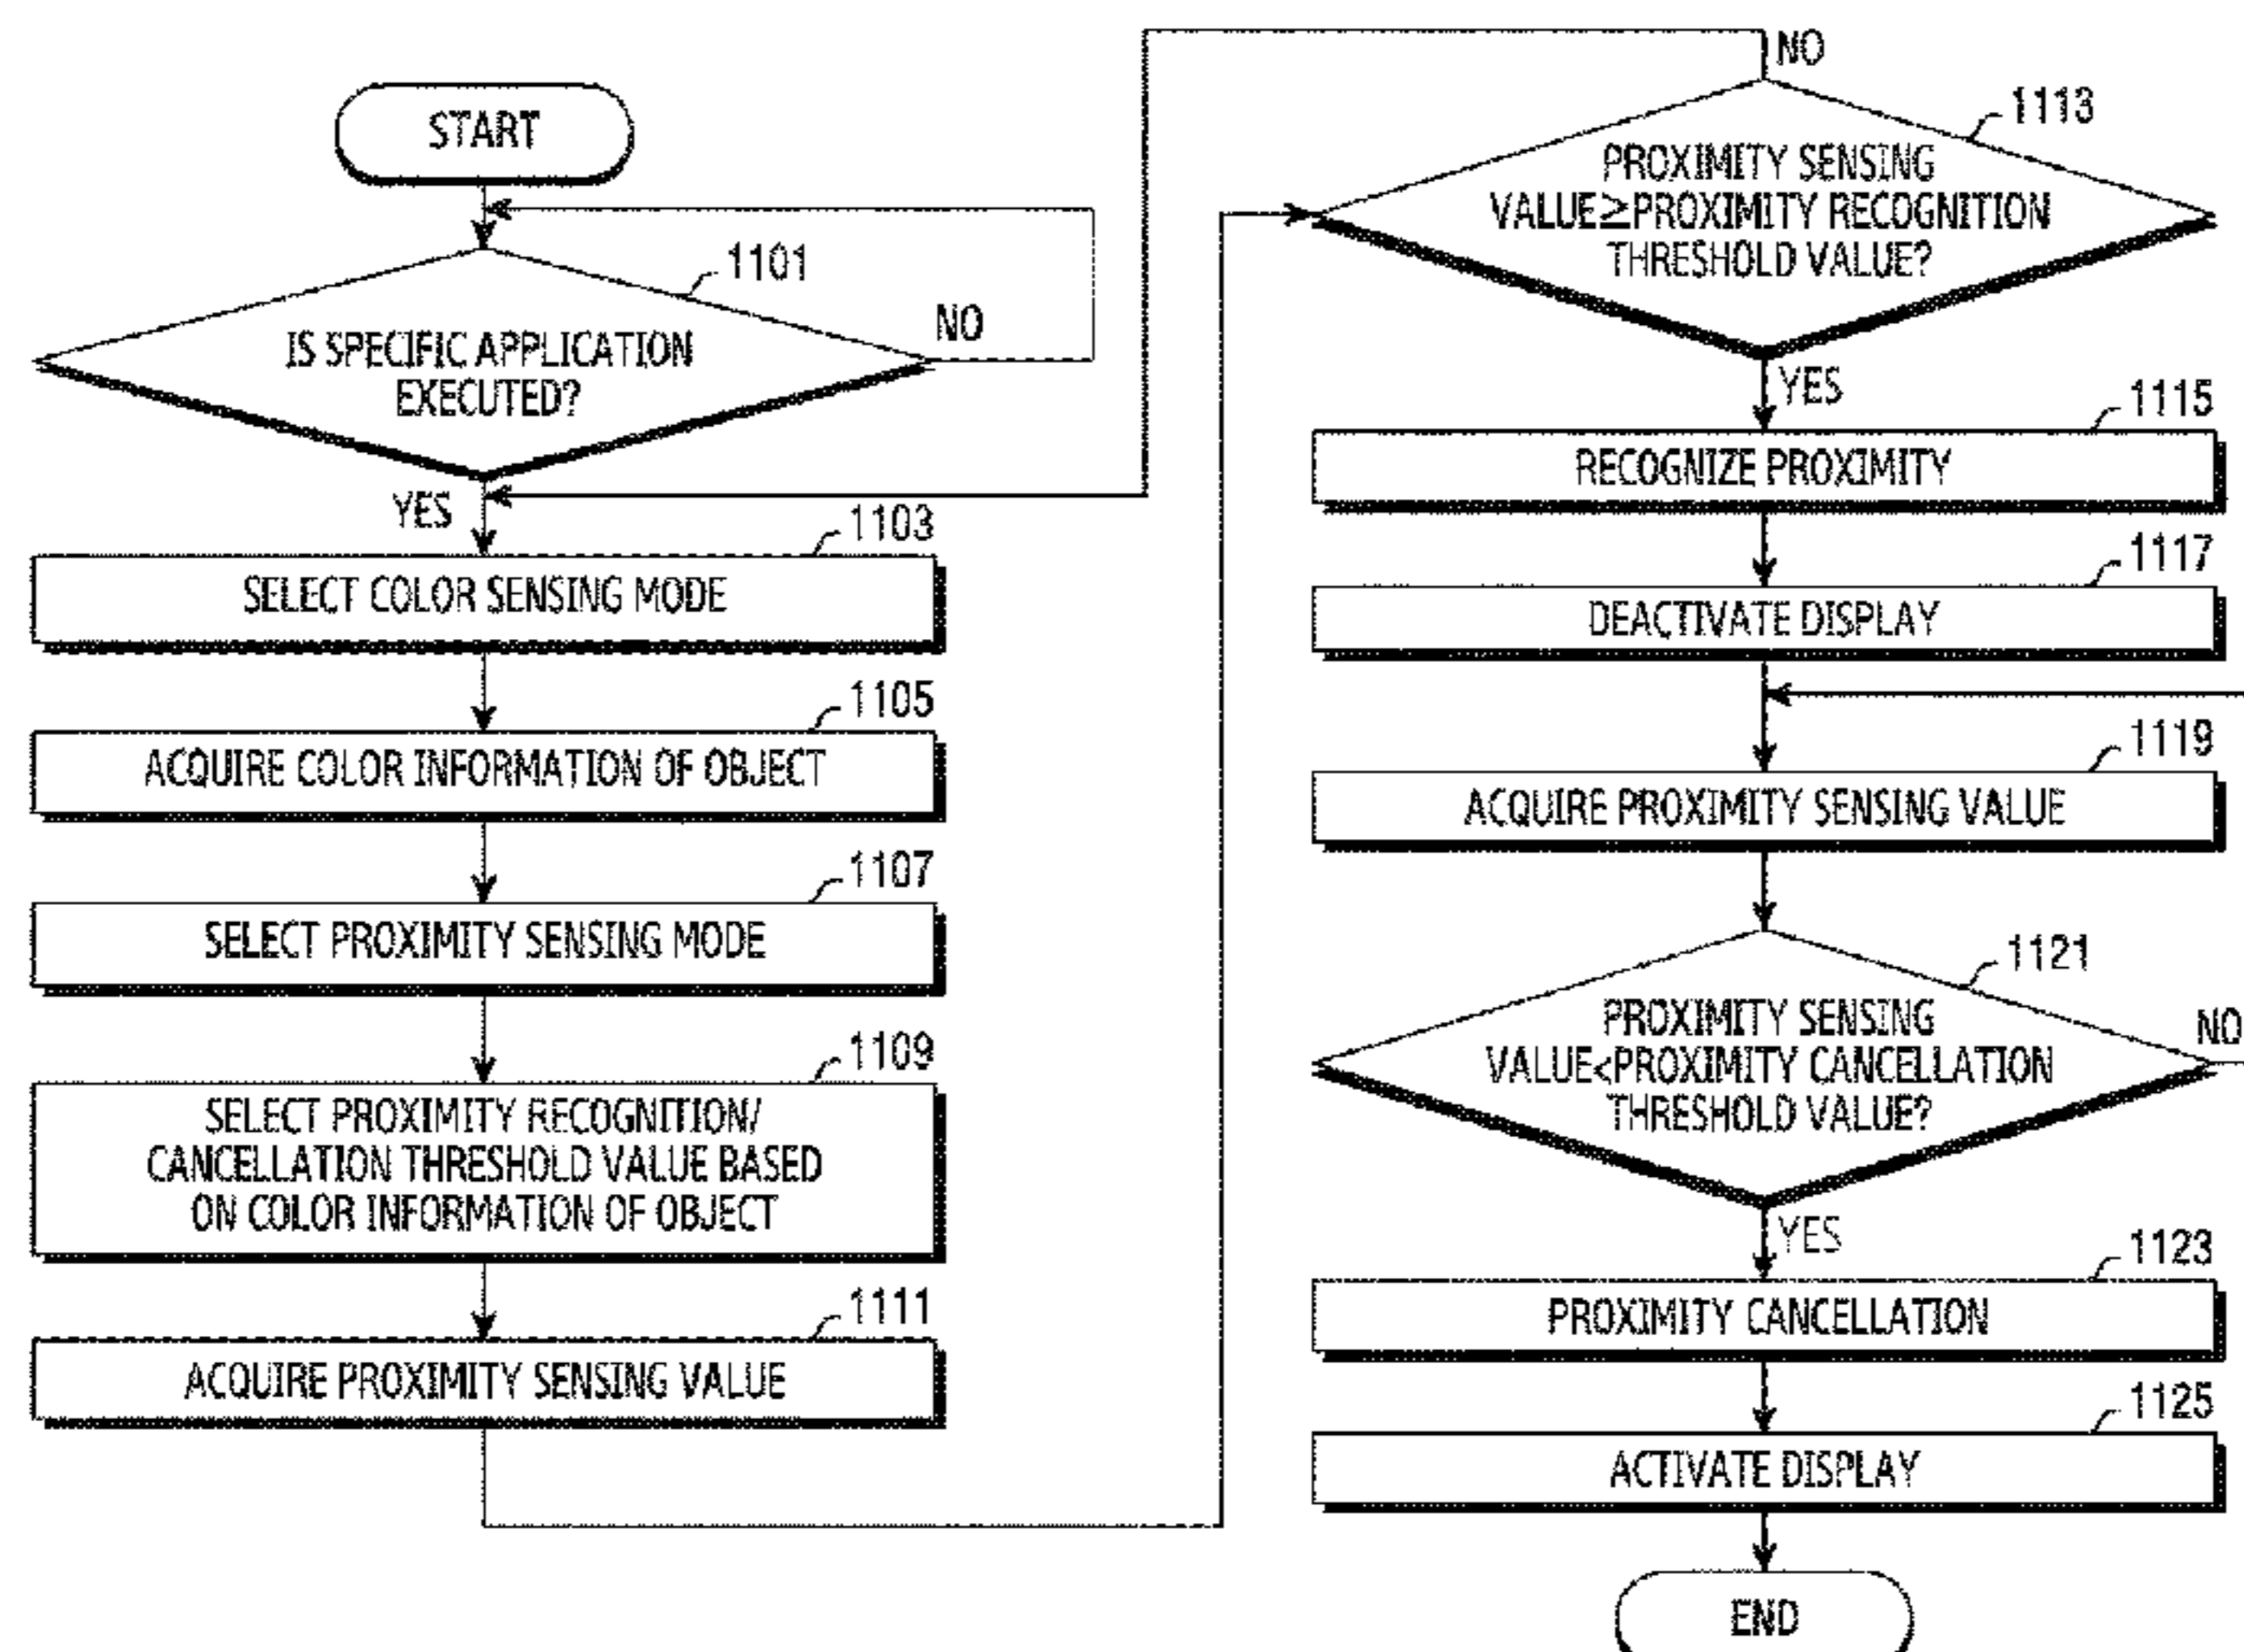 START
1101
IS SPECIFIC APPLICATION
EXECUTED?
NO
YES
1103
SELECT COLOR SENSING MODE
1105
ACQUIRE COLOR INFORMATION OF OBJECT
1107
SELECT PROXIMITY SENSING MODE
1109
SELECT PROXIMITY RECOGNITION/
CANCELLATION THRESHOLD VALUE BASED
ON COLOR INFORMATION OF OBJECT
1111
ACQUIRE PROXIMITY SENSING VALUE
NO
1113
PROXIMITY SENSING
VALUE≥PROXIMITY RECOGNITION
THRESHOLD VALUE?
YES
1115
RECOGNIZE PROXIMITY
1117
DEACTIVATE DISPLAY
1119
ACQUIRE PROXIMITY SENSING VALUE
1121
PROXIMITY SENSING
VALUE<PROXIMITY CANCELLATION
THRESHOLD VALUE?
NO
YES
1123
PROXIMITY CANCELLATION
1125
ACTIVATE DISPLAY
END